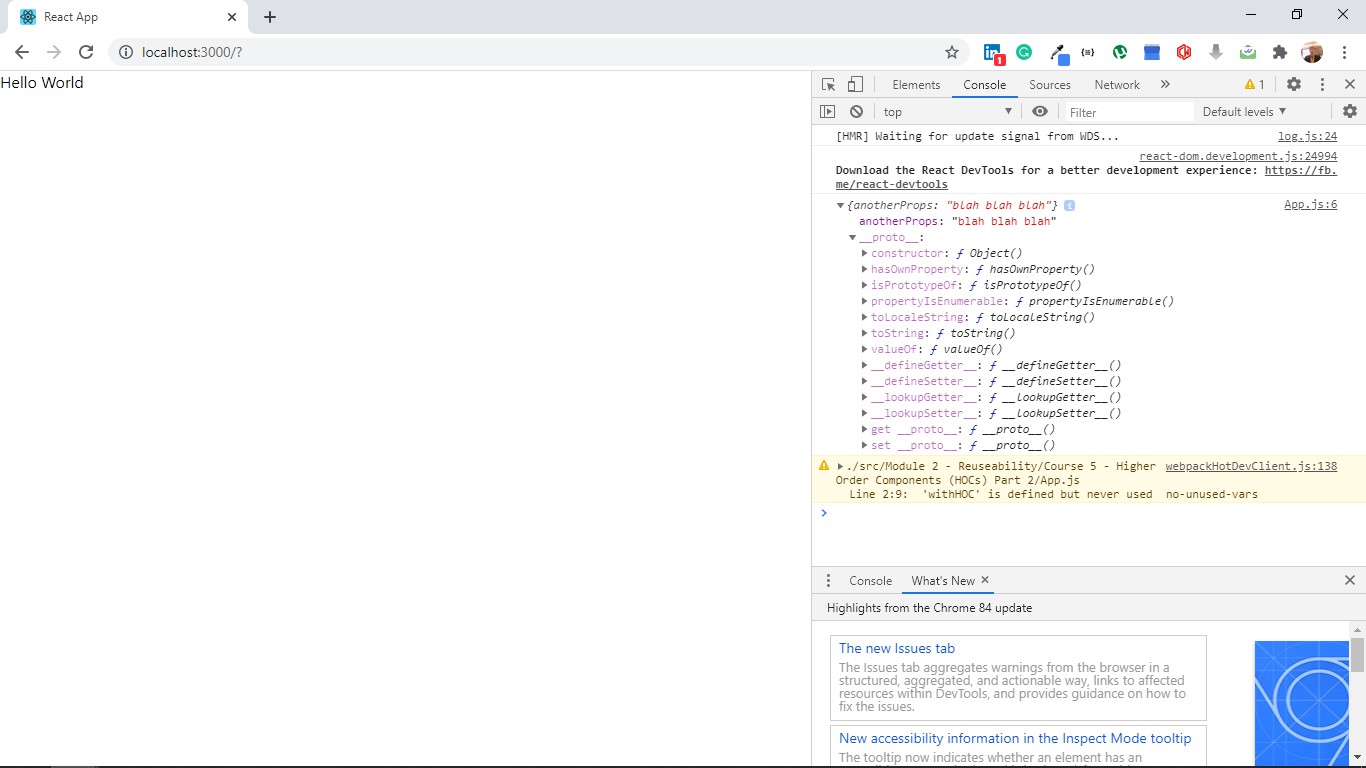 React App
localhost:3000/?
1
Hello World
Elements Console Sources Network » 1
top Filter Default levels
[HMR] Waiting for update signal from WDS... log.js:24
react-dom.development.js:24994
Download the React DevTools for a better development experience: https://fb.
me/react-devtools
{anotherProps: "blah blah blah"} i App.js:6
anotherProps: "blah blah blah"
__proto__:
constructor: ƒ Object()
hasOwnProperty: ƒ hasOwnProperty()
isPrototypeOf: ƒ isPrototypeOf()
propertyIsEnumerable: ƒ propertyIsEnumerable()
toLocaleString: ƒ toLocaleString()
toString: ƒ toString()
valueOf: ƒ valueOf()
__defineGetter__: ƒ __defineGetter__()
__defineSetter__: ƒ __defineSetter__()
__lookupGetter__: ƒ __lookupGetter__()
__lookupSetter__: ƒ __lookupSetter__()
get __proto__: ƒ __proto__()
set __proto__: ƒ __proto__()
./src/Module 2 - Reuseability/Course 5 - Higher webpackHotDevClient.js:138
Order Components (HOCs) Part 2/App.js
Line 2:9: 'withHOC' is defined but never used no-unused-vars
Console What's New
Highlights from the Chrome 84 update
The new Issues tab
The Issues tab aggregates warnings from the browser in a
structured, aggregated, and actionable way, links to affected
resources within DevTools, and provides guidance on how to
fix the issues.
New accessibility information in the Inspect Mode tooltip
The tooltip now indicates whether an element has an